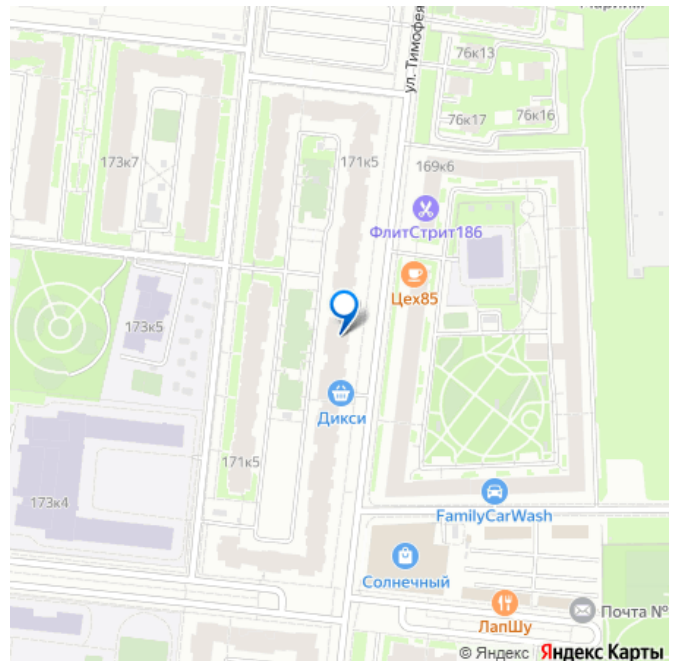 ул. Тимофея
76к13
76к17
76к16
173к7
171к5
169к6
ФлитСтрит186
Цех85
173к5
Дикси
171к5
173к4
FamilyCarWash
Солнечный
ЛапШу
Почта №
© Яндекс Яндекс Карты